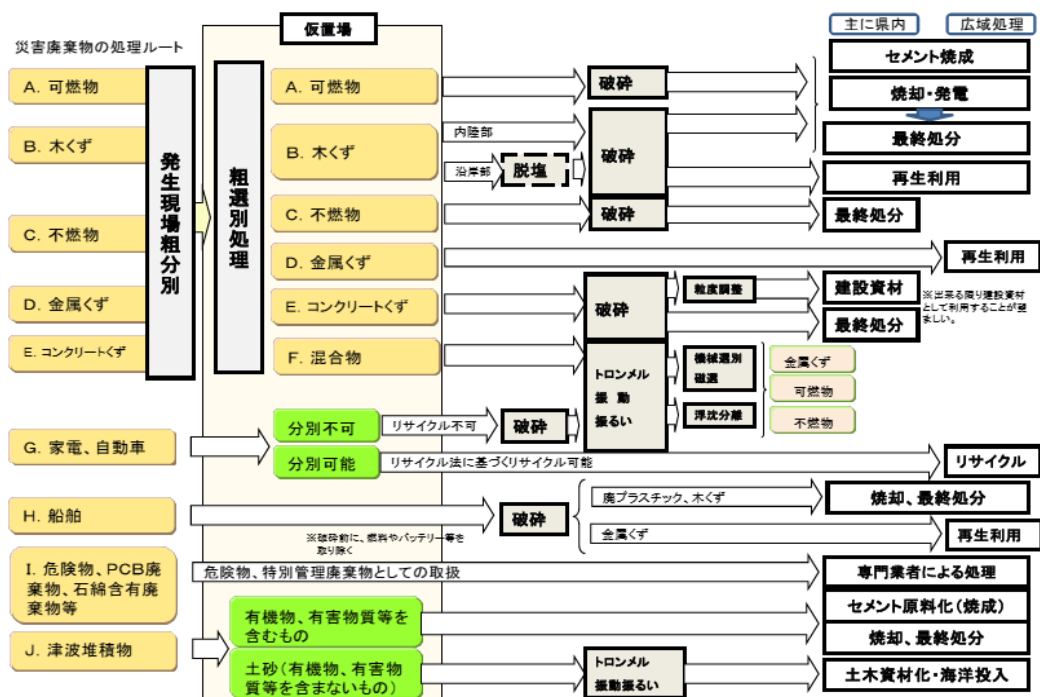 主に県内
広域処理
仮置場
災害廃棄物の処理ルート
A. 可燃物
B. 木くず
C. 不燃物
D. 金属くず
E. コンクリートくず
発生現場粗分別
粗選別処理
A. 可燃物
破砕
セメント焼成
焼却・発電
最終処分
B. 木くず
内陸部
沿岸部
脱塩
破砕
再生利用
C. 不燃物
破砕
最終処分
D. 金属くず
再生利用
E. コンクリートくず
破砕
粒度調整
建設資材
※出来る限り建設資材
として利用することが望
ましい。
最終処分
F. 混合物
トロンメル
振 動
振るい
機械選別
磁選
浮沈分離
金属くず
可燃物
不燃物
G. 家電、自動車
分別不可
リサイクル不可
破砕
分別可能
リサイクル法に基づくリサイクル可能
リサイクル
H. 船舶
※破砕前に、燃料やバッテリー等を
取り除く
破砕
廃プラスチック、木くず
焼却、最終処分
金属くず
再生利用
I. 危険物、PCB廃
棄物、石綿含有廃
棄物等
危険物、特別管理廃棄物としての取扱
専門業者による処理
J. 津波堆積物
有機物、有害物質等を
含むもの
セメント原料化(焼成)
焼却、最終処分
土砂(有機物、有害物
質等を含まないもの)
トロンメル
振動振るい
土木資材化・海洋投入